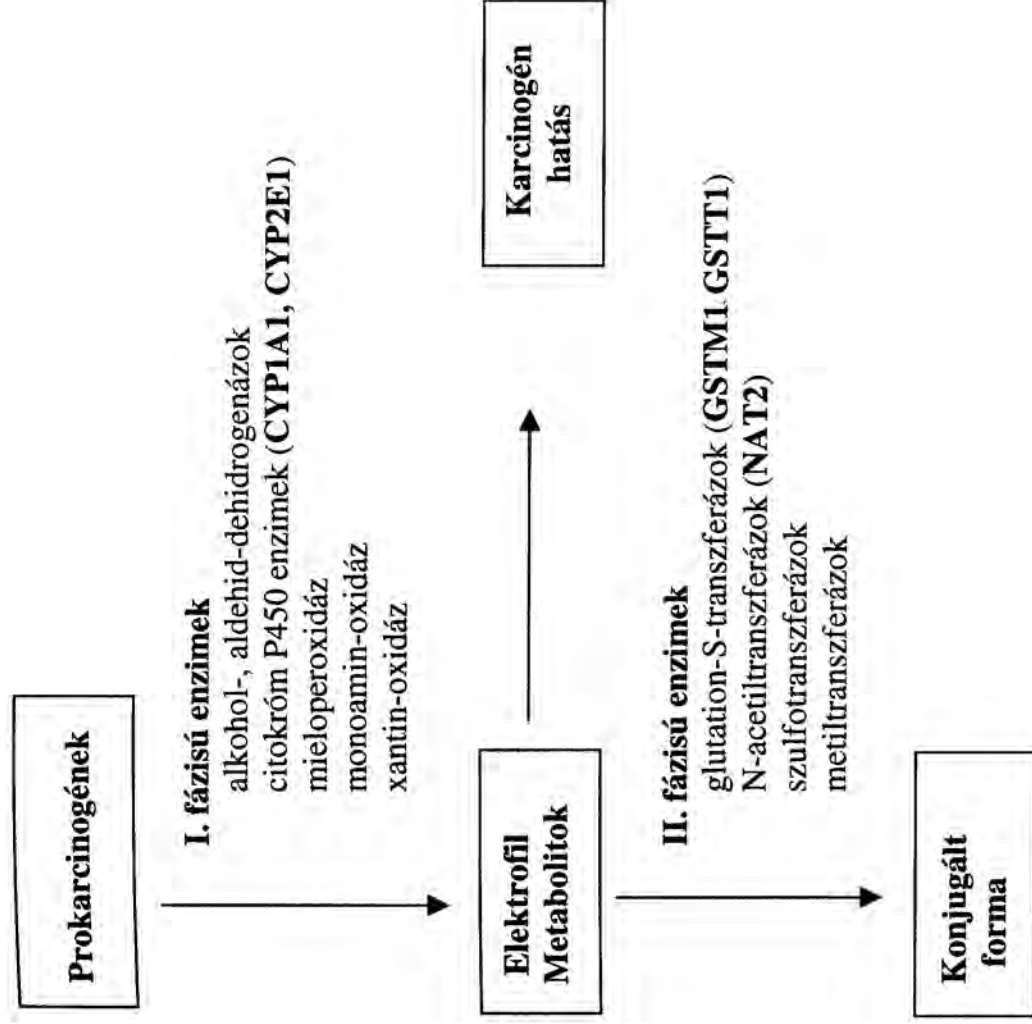 Prokarcinogének
I. fázisú enzimek
alkohol-, aldehid-dehidrogenázok
citokróm P450 enzimek (CYP1A1, CYP2E1)
mieloperoxidáz
monoamin-oxidáz
xantin-oxidáz
Elektrofil
Metabolitok
Karcinogén
hatás
II. fázisú enzimek
glutation-S-transzferázok (GSTM1 GSTT1)
N-acetiltranszferázok (NAT2)
szulfotranszferázok
metiltranszferázok
Konjugált
forma